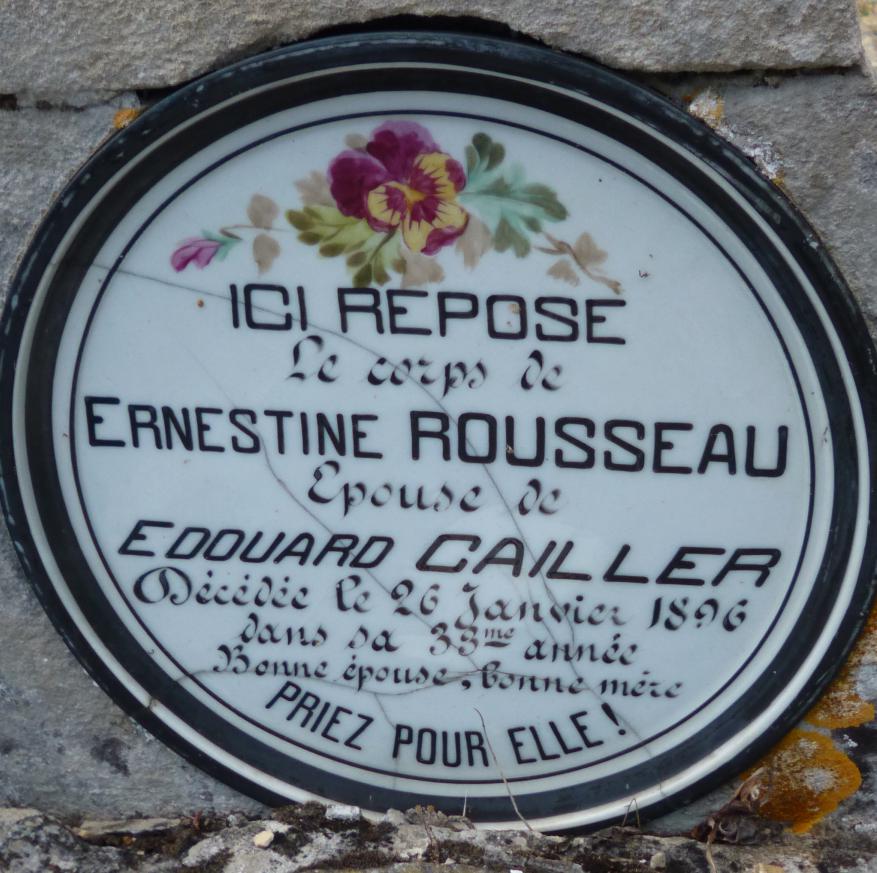 ICI REPOSE
Le corps de
ERNESTINE ROUSSEAU
Epouse de
EDOUARD CAILLER
Décédée le 26 Janvier 1896
dans sa 33me année
Bonne épouse, bonne mére
PRIEZ POUR ELLE!